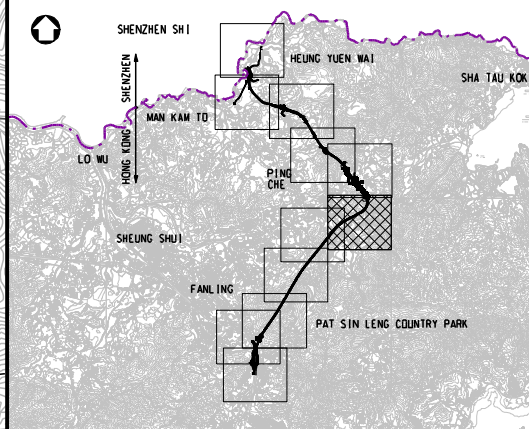 SHENZHEN SHI
HEUNG YUEN WAI
SHA TAU KOK
HONG KONG
SHENZHEN
MAN KAM TO
LO WU
PING
CHE
SHEUNG SHUI
FANLING
PAT SIN LENG COUNTRY PARK